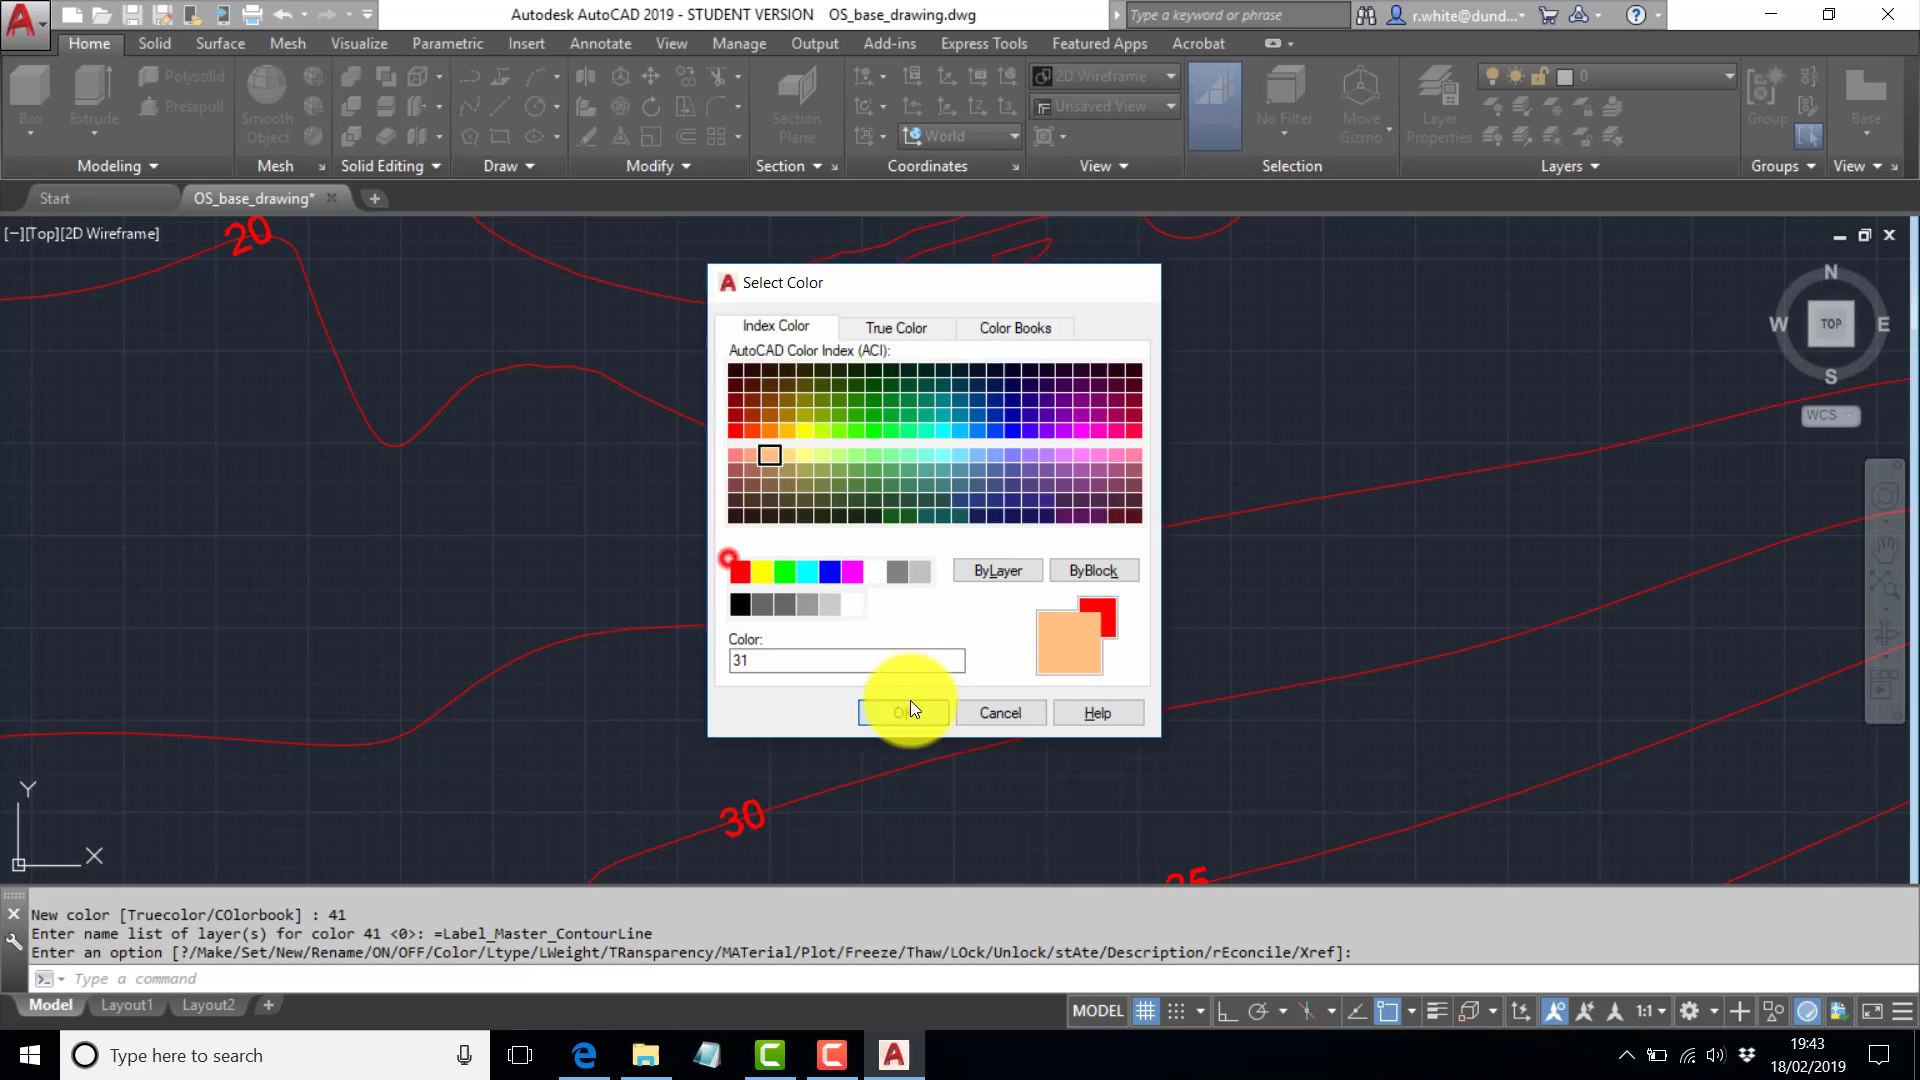 Autodesk AutoCAD 2019 - STUDENT VERSION OS_base_drawing.dwg
Type a keyword or phrase
r.white@dund...
Home Solid Surface Mesh Visualize Parametric Insert Annotate View Manage Output Add-ins Express Tools Featured Apps Acrobat
Box Extrude Polysolid Presspull
Smooth Object
Section Plane
World
2D Wireframe
Unsaved View
Culling No Filter Move Gizmo
Layer Properties
0
Group Base
Modeling Mesh Solid Editing Draw Modify Section Coordinates View Selection Layers Groups View
Start OS_base_drawing*
[−][Top][2D Wireframe]
20
N
W TOP E
S
WCS
Select Color
Index Color True Color Color Books
AutoCAD Color Index (ACI):
ByLayer ByBlock
Color:
31
OK Cancel Help
30
25
Y
X
New color [Truecolor/COlorbook] : 41
Enter name list of layer(s) for color 41 <0>: =Label_Master_ContourLine
Enter an option [?/Make/Set/New/Rename/ON/OFF/Color/Ltype/LWeight/TRansparency/MATerial/Plot/Freeze/Thaw/LOck/Unlock/stAte/Description/rEconcile/Xref]:
Type a command
Model Layout1 Layout2
MODEL 1:1
Type here to search
19:43
18/02/2019